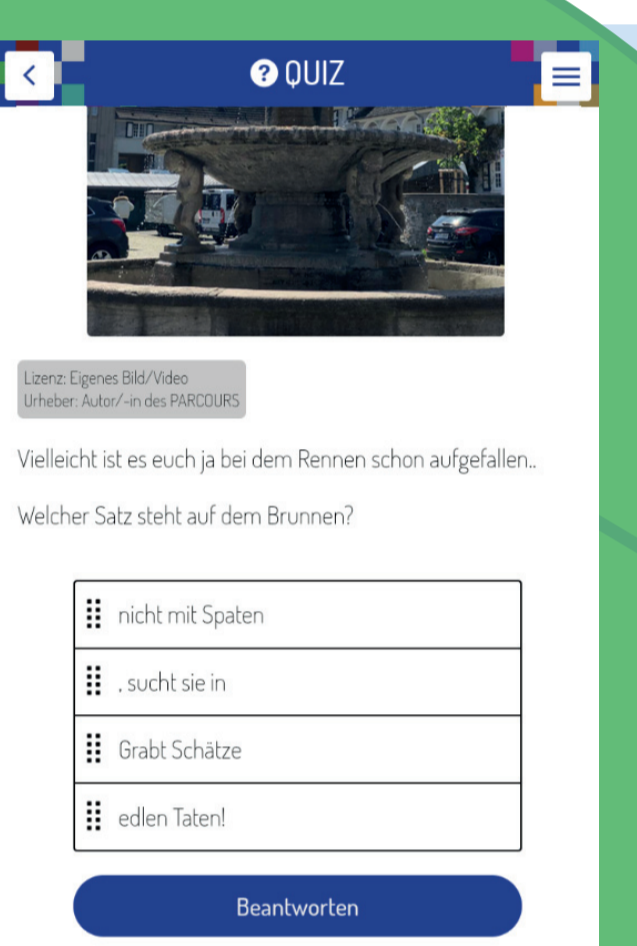 QUIZ
Lizenz: Eigenes Bild/Video
Urheber: Autor/-in des PARCOURS
Vielleicht ist es euch ja bei dem Rennen schon aufgefallen..
Welcher Satz steht auf dem Brunnen?
nicht mit Spaten
, sucht sie in
Grabt Schätze
edlen Taten!
Beantworten